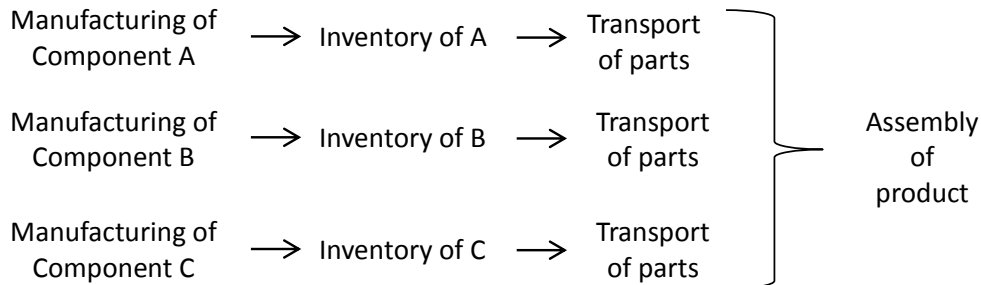 Manufacturing of
Component A
Inventory of A
Transport
of parts
Manufacturing of
Component B
Inventory of B
Transport
of parts
Manufacturing of
Component C
Inventory of C
Transport
of parts
Assembly
of
product